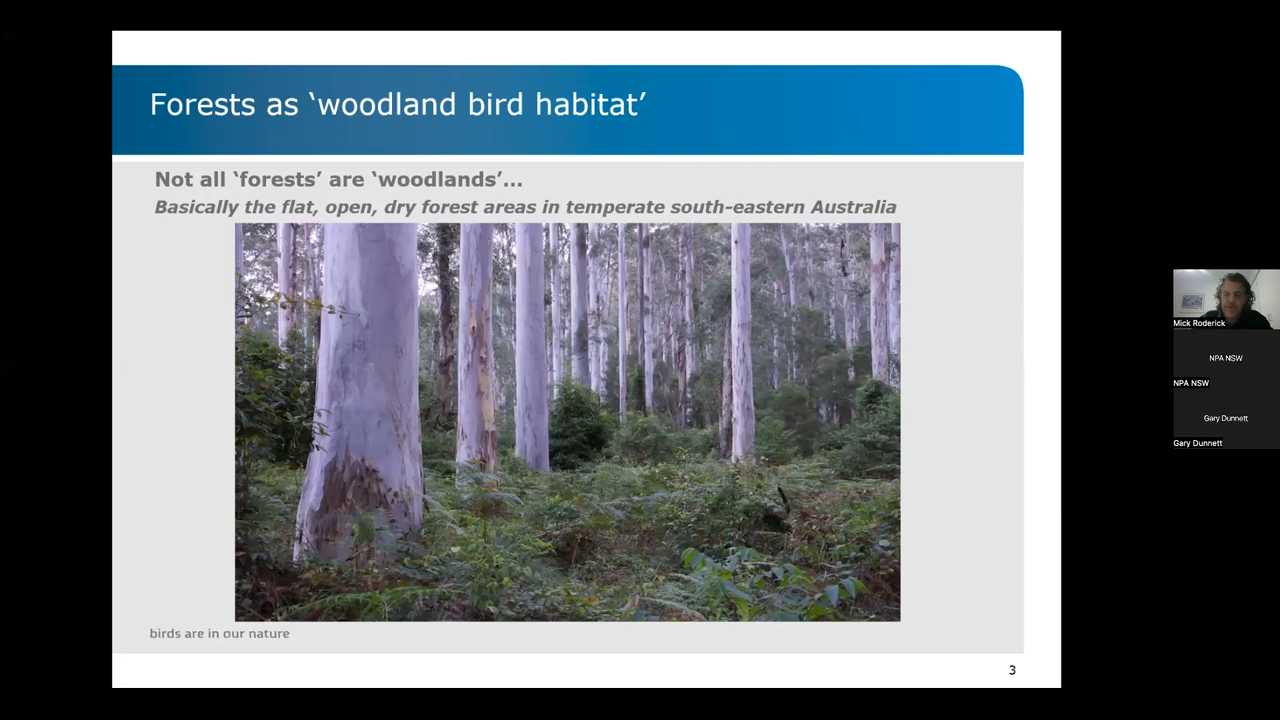 Forests as ‘woodland bird habitat’
Not all ‘forests’ are ‘woodlands’...
Basically the flat, open, dry forest areas in temperate south-eastern Australia
birds are in our nature
3
Mick Roderick
NPA NSW
NPA NSW
Gary Dunnett
Gary Dunnett